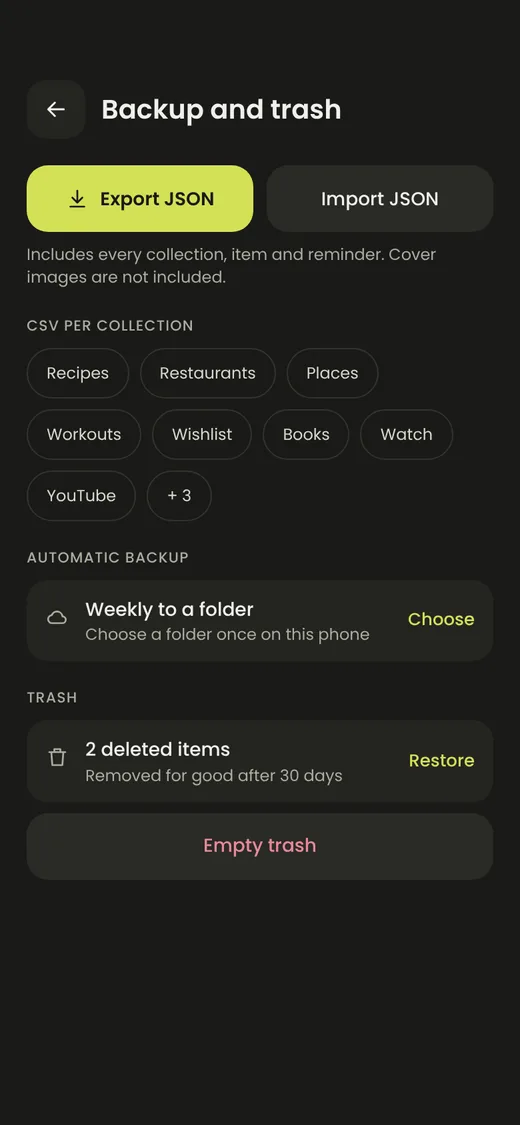 Backup and trash
Export JSON
Import JSON
Includes every collection, item and reminder. Cover
images are not included.
CSV PER COLLECTION
Recipes
Restaurants
Places
Workouts
Wishlist
Books
Watch
YouTube
+ 3
AUTOMATIC BACKUP
Weekly to a folder
Choose a folder once on this phone
Choose
TRASH
2 deleted items
Removed for good after 30 days
Restore
Empty trash